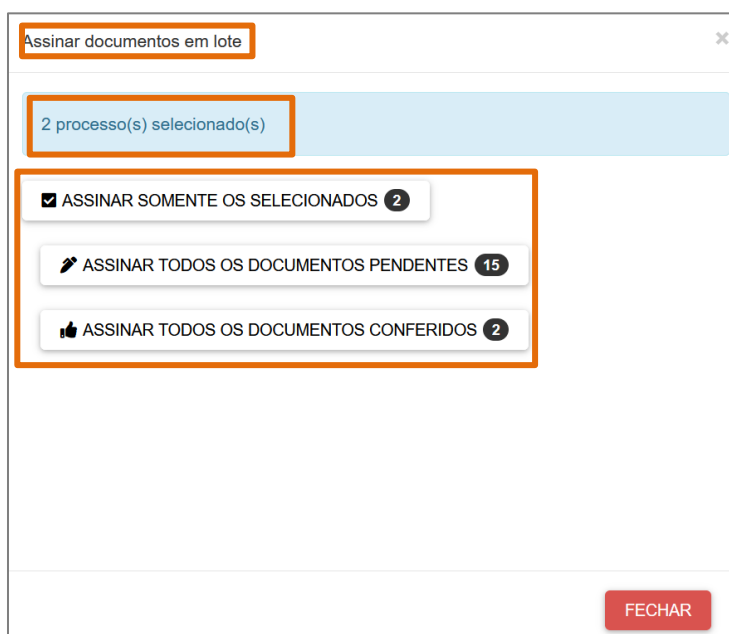 Assinar documentos em lote ×
2 processo(s) selecionado(s)
ASSINAR SOMENTE OS SELECIONADOS 2
ASSINAR TODOS OS DOCUMENTOS PENDENTES 15
ASSINAR TODOS OS DOCUMENTOS CONFERIDOS 2
FECHAR